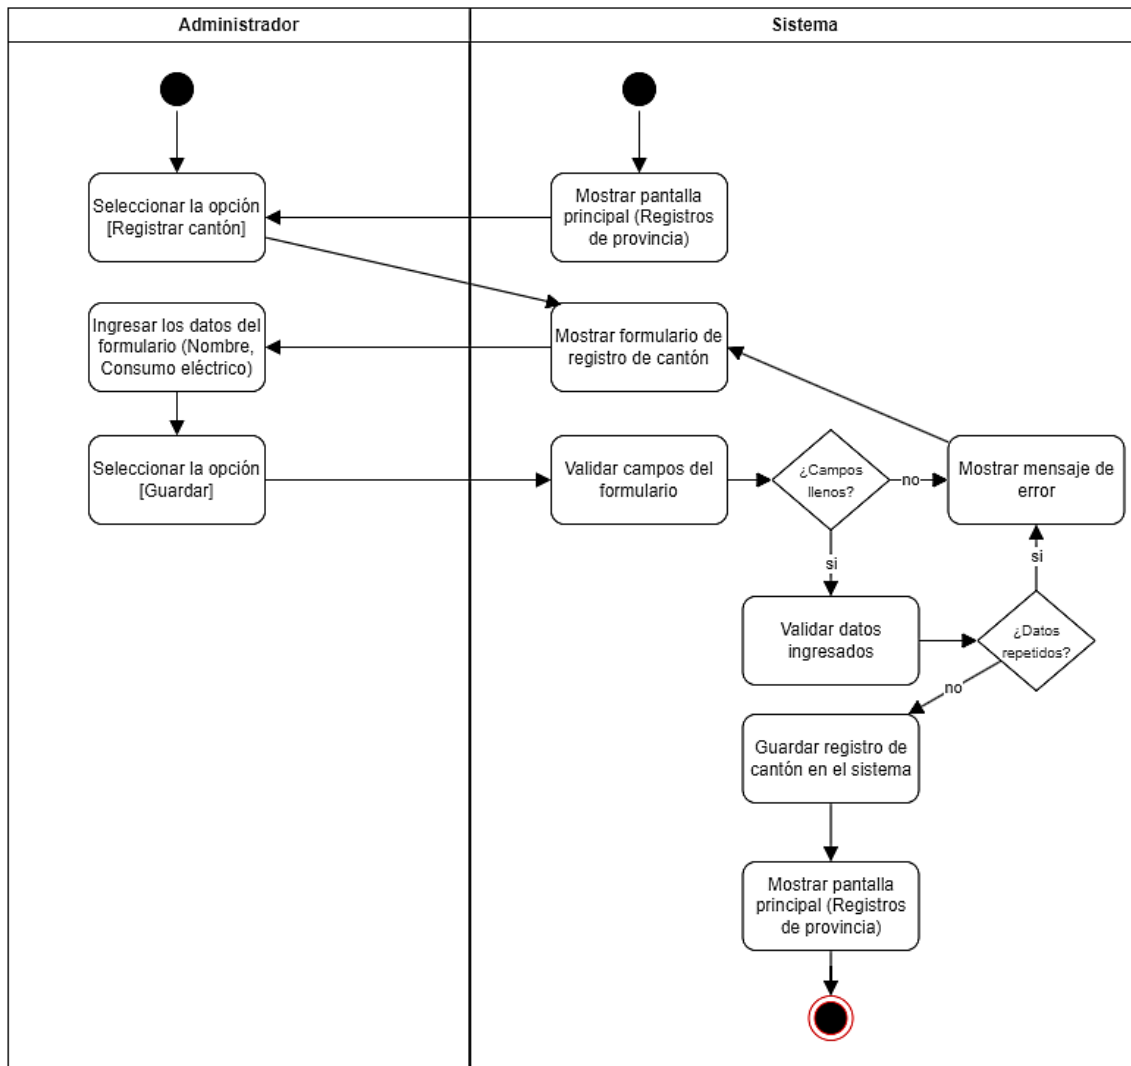 Administrador
Sistema
Seleccionar la opción
[Registrar cantón]
Mostrar pantalla
principal (Registros
de provincia)
Ingresar los datos del
formulario (Nombre,
Consumo eléctrico)
Mostrar formulario de
registro de cantón
Seleccionar la opción
[Guardar]
Validar campos del
formulario
¿Campos
llenos?
no
Mostrar mensaje de
error
si
si
Validar datos
ingresados
¿Datos
repetidos?
no
Guardar registro de
cantón en el sistema
Mostrar pantalla
principal (Registros
de provincia)